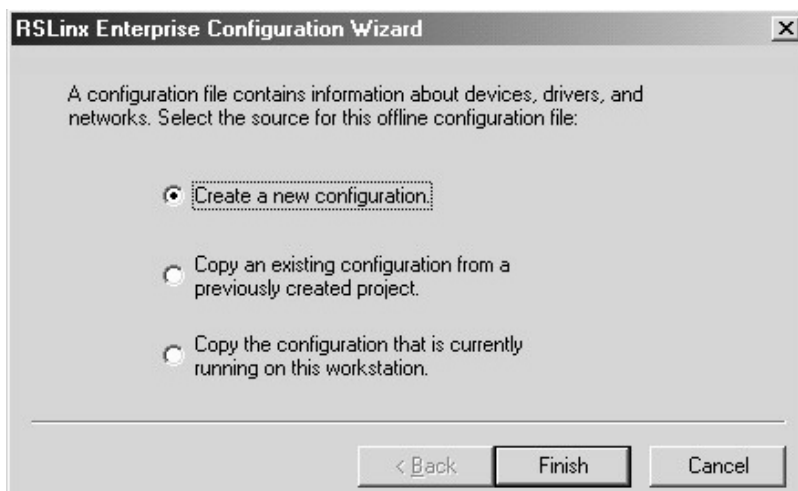 RSLinx Enterprise Configuration Wizard
A configuration file contains information about devices, drivers, and
networks. Select the source for this offline configuration file:
Create a new configuration.
Copy an existing configuration from a
previously created project.
Copy the configuration that is currently
running on this workstation.
< Back
Finish
Cancel